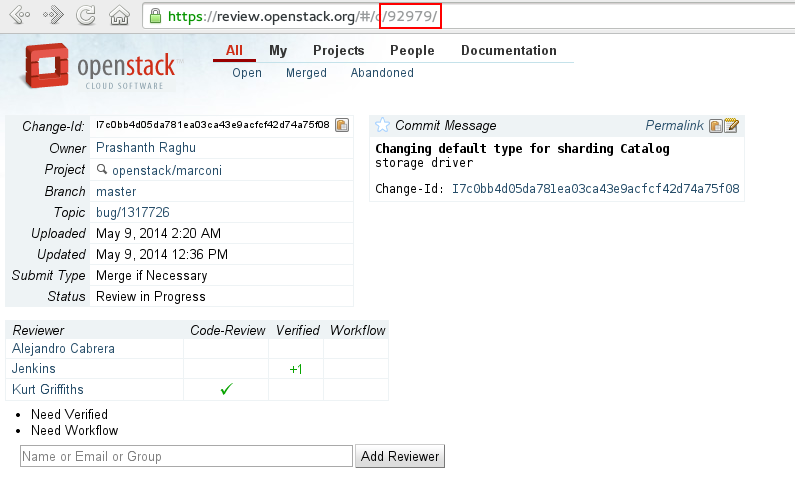 https://review.openstack.org/#/c/92979/
All My Projects People Documentation
Open Merged Abandoned
openstack™
CLOUD SOFTWARE
Change-Id: I7c0bb4d05da781ea03ca43e9acfcf42d74a75f08
Owner Prashanth Raghu
Project openstack/marconi
Branch master
Topic bug/1317726
Uploaded May 9, 2014 2:20 AM
Updated May 9, 2014 12:36 PM
Submit Type Merge if Necessary
Status Review in Progress
Commit Message Permalink
Changing default type for sharding Catalog
storage driver
Change-Id: I7c0bb4d05da781ea03ca43e9acfcf42d74a75f08
Reviewer Code-Review Verified Workflow
Alejandro Cabrera
Jenkins +1
Kurt Griffiths ✓
• Need Verified
• Need Workflow
Name or Email or Group Add Reviewer